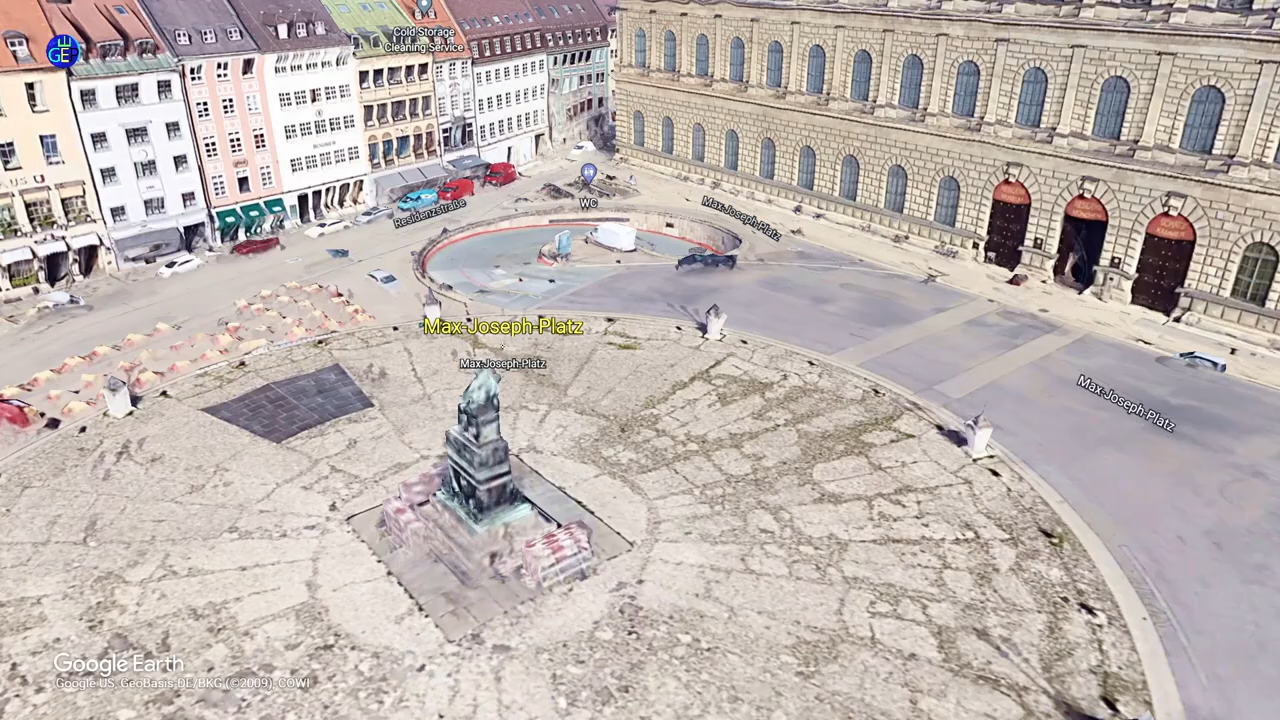 GE
Cold Storage
Cleaning Service
WC
Residenzstraße
Max-Joseph-Platz
Max-Joseph-Platz
Max-Joseph-Platz
Max-Joseph-Platz
Google Earth
Google US, GeoBasis-DE/BKG (©2009), COWI